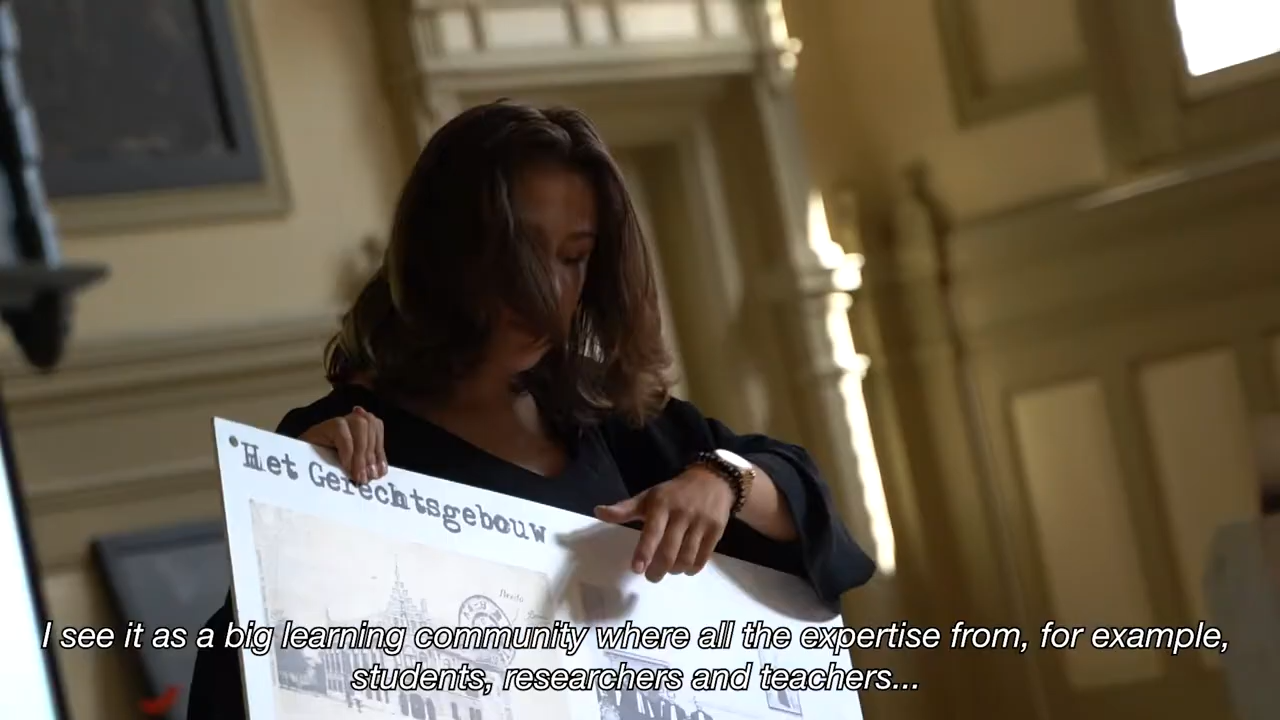 Het Gerechtsgebouw
Breda
I see it as a big learning community where all the expertise from, for example,
students, researchers and teachers...